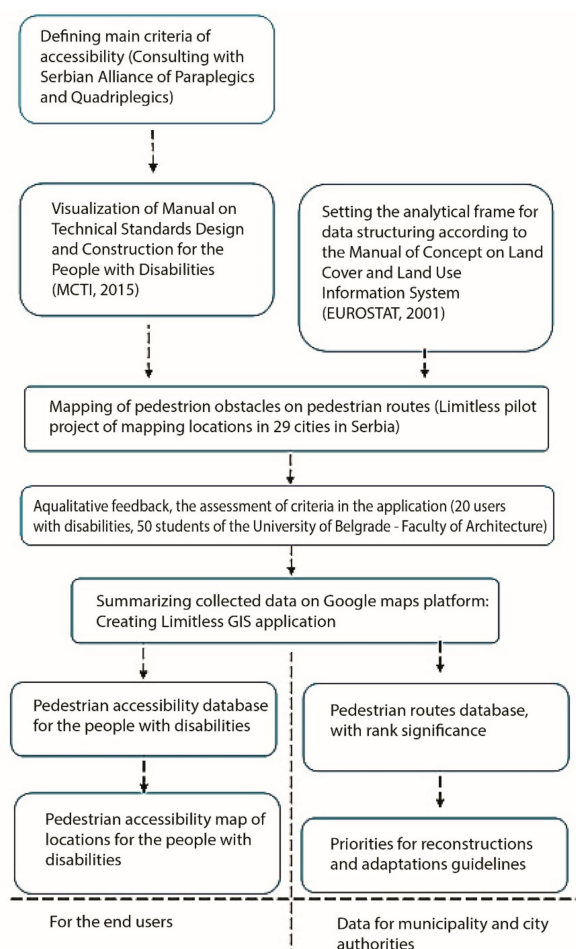 Defining main criteria of
accessibility (Consulting with
Serbian Alliance of Paraplegics
and Quadriplegics)
Visualization of Manual on
Technical Standards Design
and Construction for the
People with Disabilities
(MCTI, 2015)
Setting the analytical frame for
data structuring according to
the Manual of Concept on Land
Cover and Land Use
Information System
(EUROSTAT, 2001)
Mapping of pedestrion obstacles on pedestrian routes (Limitless pilot
project of mapping locations in 29 cities in Serbia)
Aqualitative feedback, the assessment of criteria in the application (20 users
with disabilities, 50 students of the University of Belgrade - Faculty of Architecture)
Summarizing collected data on Google maps platform:
Creating Limitless GIS application
Pedestrian accessibility database
for the people with disabilities
Pedestrian routes database,
with rank significance
Pedestrian accessibility map of
locations for the people with
disabilities
Priorities for reconstructions
and adaptations guidelines
For the end users
Data for municipality and city
authorities